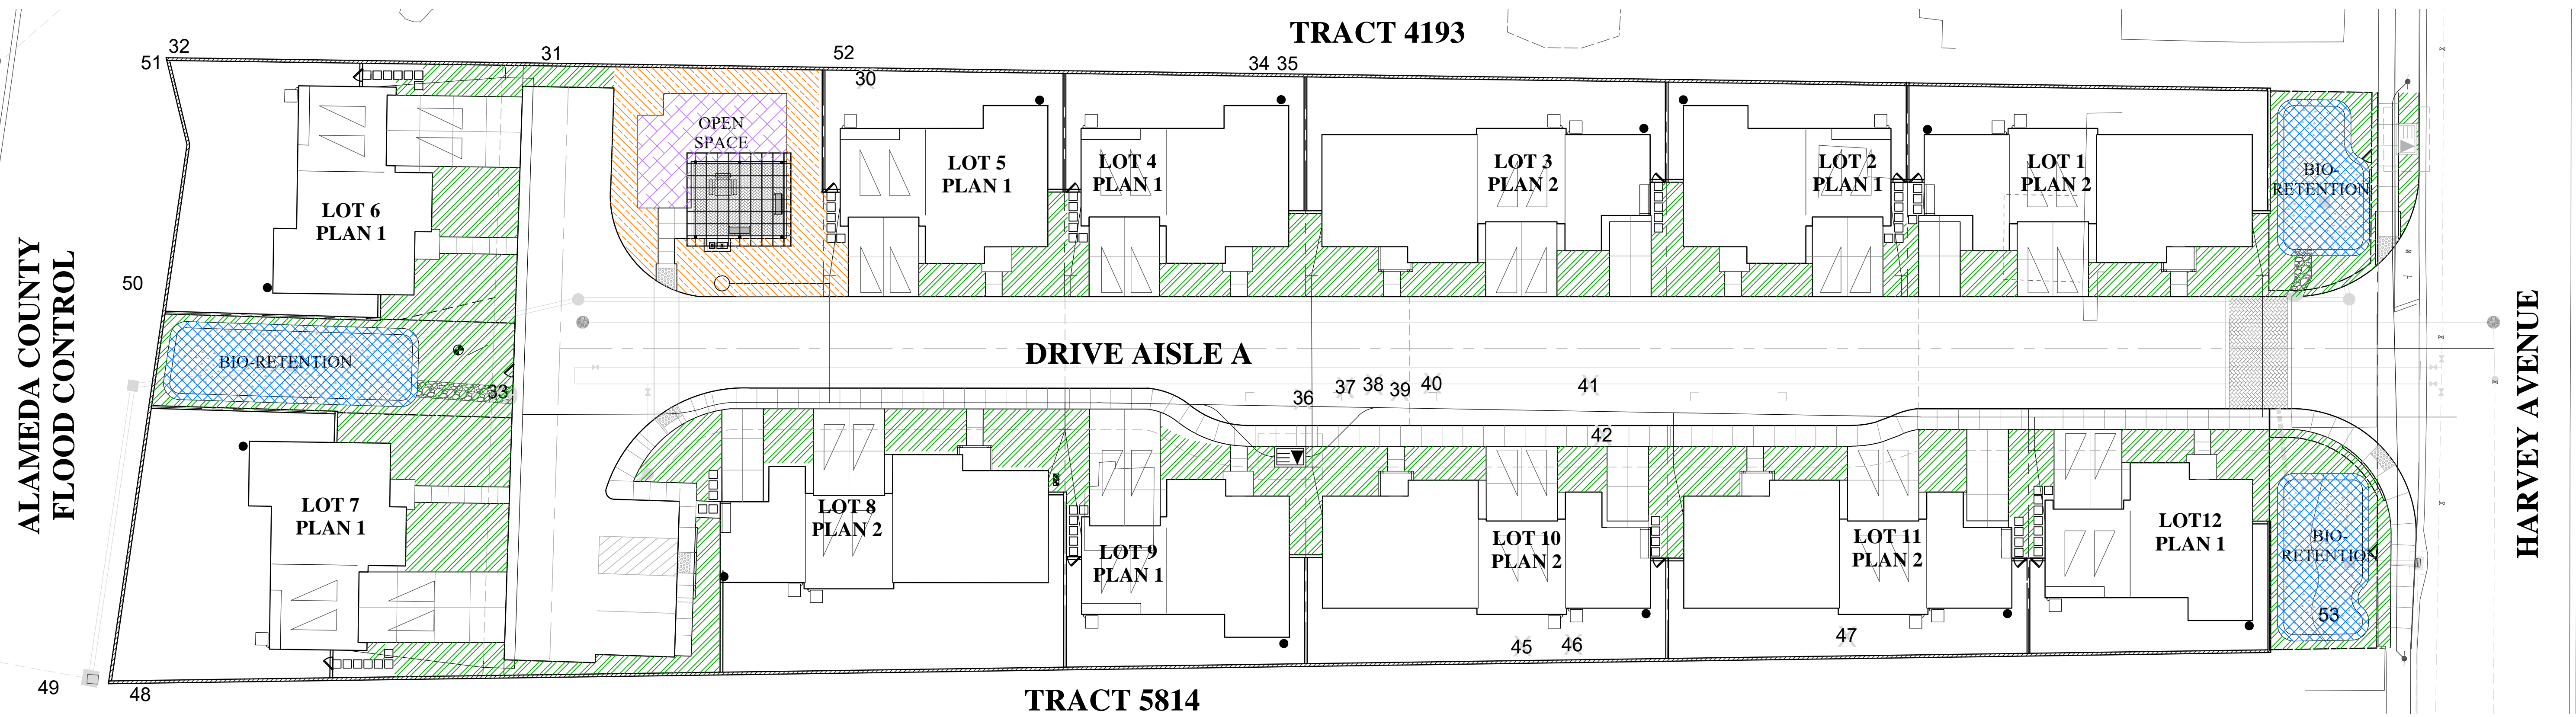 TRACT 4193
32
51
31
52
30
34 35
OPEN
SPACE
LOT 5
PLAN 1
LOT 4
PLAN 1
LOT 3
PLAN 2
LOT 2
PLAN 1
LOT 1
PLAN 2
BIO-
RETENTION
LOT 6
PLAN 1
50
ALAMEDA COUNTY
FLOOD CONTROL
BIO-RETENTION
33
DRIVE AISLE A
36
37
38
39
40
41
42
HARVEY AVENUE
LOT 7
PLAN 1
LOT 8
PLAN 2
LOT 9
PLAN 1
LOT 10
PLAN 2
LOT 11
PLAN 2
LOT12
PLAN 1
BIO-
RETENTION
53
45
46
47
49
48
TRACT 5814